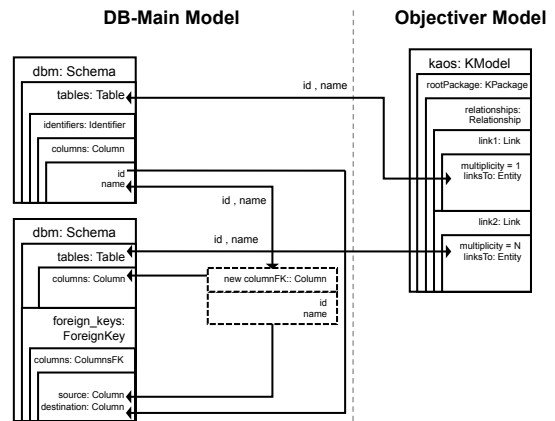 DB-Main Model
Objectiver Model
dbm: Schema
tables: Table
identifiers: Identifier
columns: Column
id
name
id , name
kaos: KModel
rootPackage: KPackage
relationships:
Relationship
link1: Link
multiplicity = 1
linksTo: Entity
link2: Link
multiplicity = N
linksTo: Entity
id , name
id , name
dbm: Schema
tables: Table
columns: Column
new columnFK:: Column
id
name
foreign_keys:
ForeignKey
columns: ColumnsFK
source: Column
destination: Column